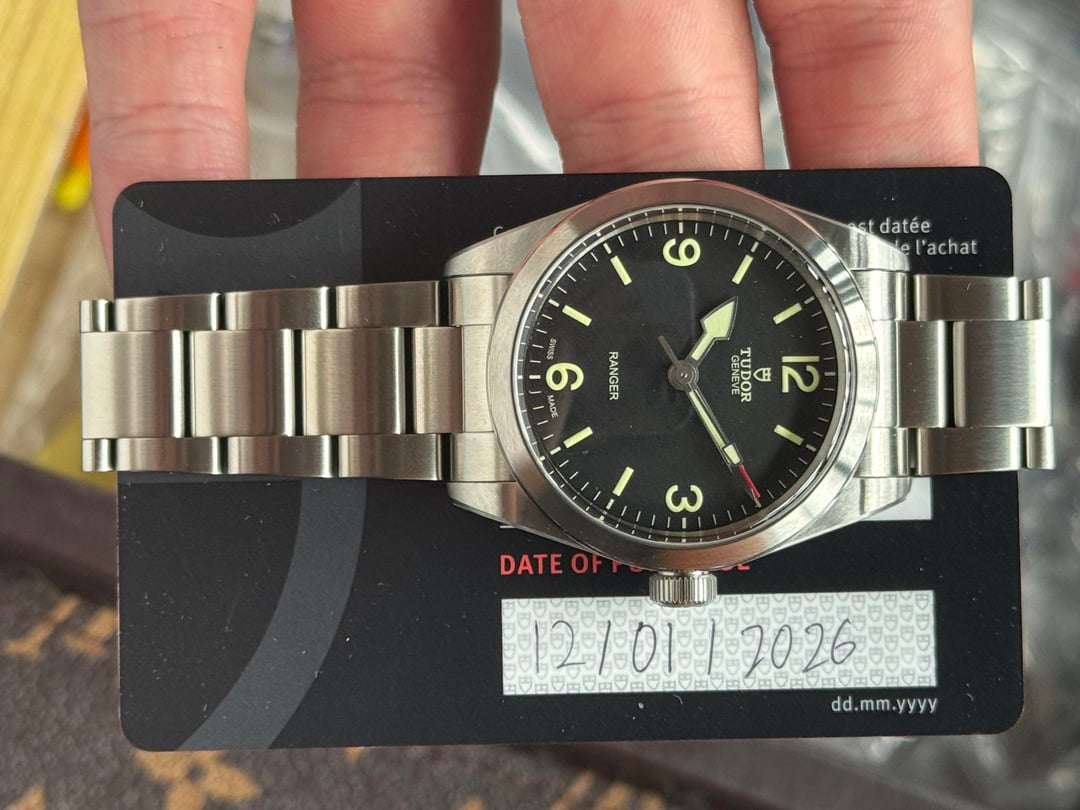 est datée
de l'achat
9
12
TUDOR
GENEVE
RANGER
6
SWISS MADE
3
DATE OF
12/01/2026
dd.mm.yyyy